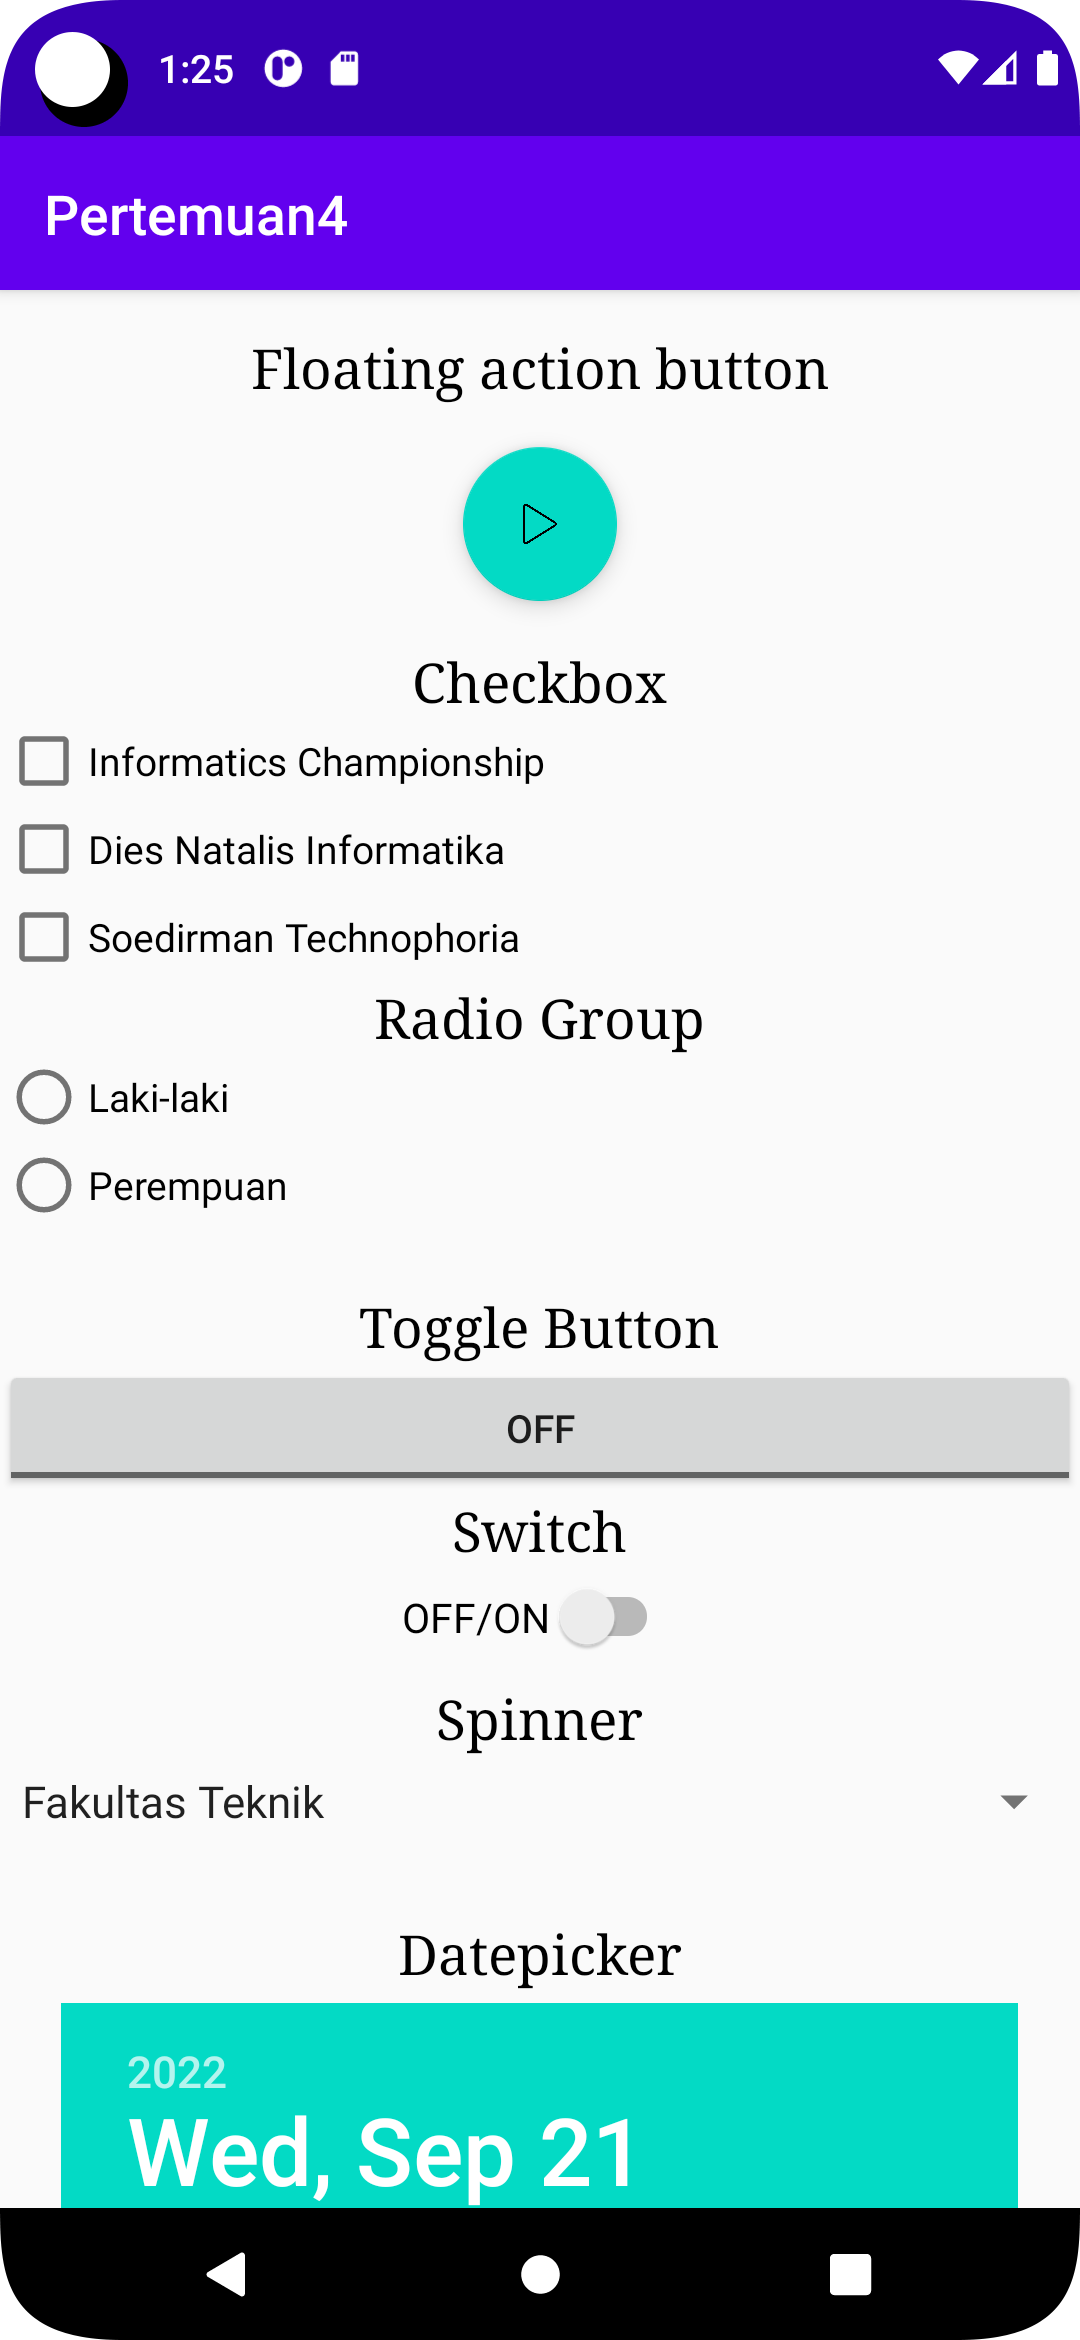 1:25
Pertemuan4
Floating action button
Checkbox
Informatics Championship
Dies Natalis Informatika
Soedirman Technophoria
Radio Group
Laki-laki
Perempuan
Toggle Button
OFF
Switch
OFF/ON
Spinner
Fakultas Teknik
Datepicker
2022
Wed, Sep 21